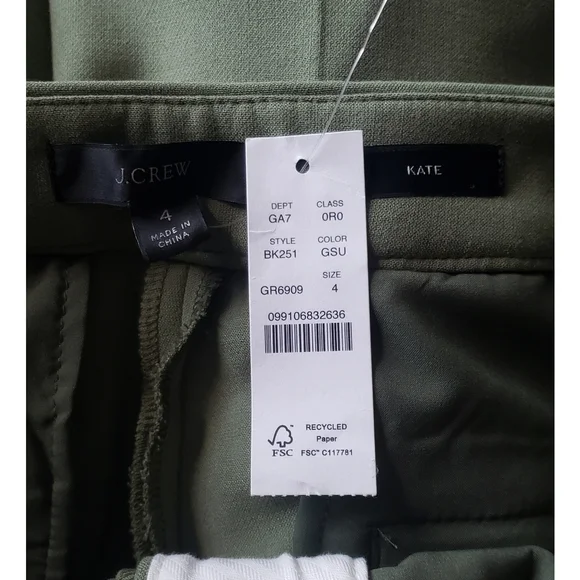 J.CREW
4
MADE IN
CHINA
KATE
DEPT CLASS
GA7 0R0
STYLE COLOR
BK251 GSU
SIZE
GR6909 4
099106832636
RECYCLED
Paper
FSC FSC™ C117781